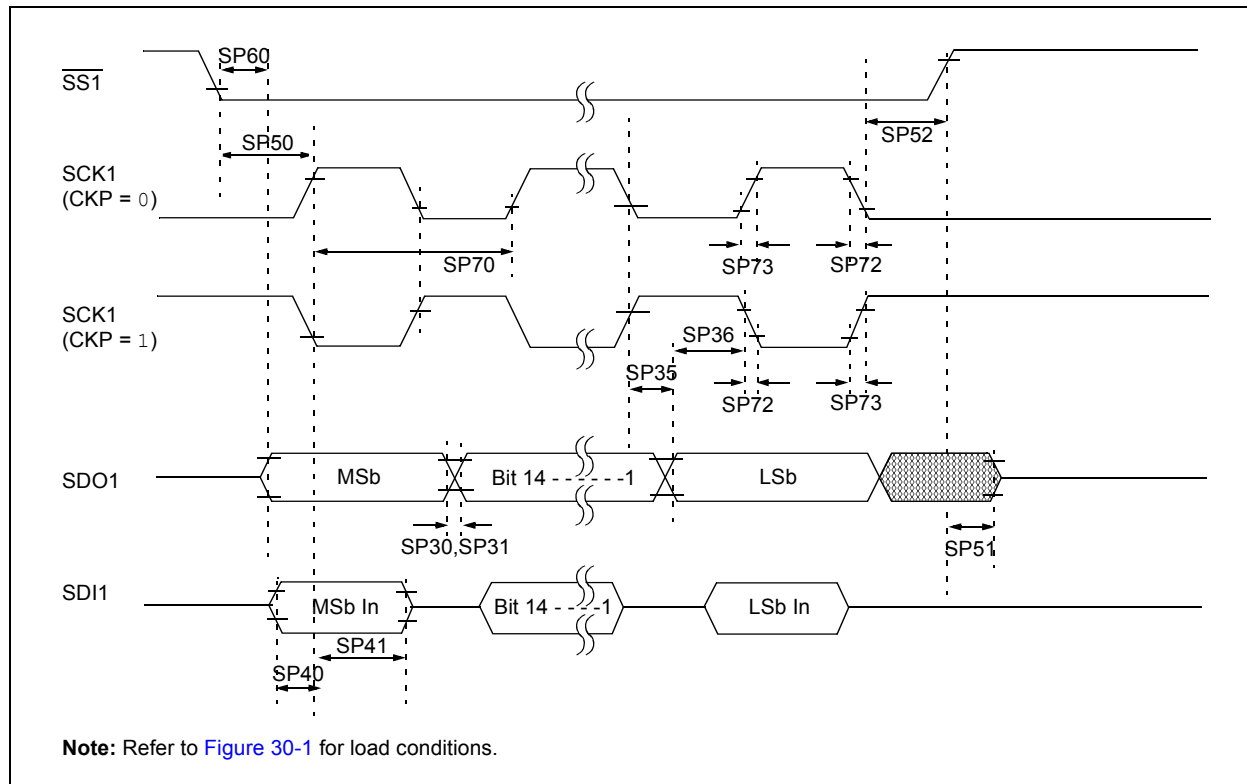 SP60
SS1
SP50
SP52
SCK1
(CKP = 0)
SP70
SP73
SP72
SCK1
(CKP = 1)
SP36
SP35
SP72
SP73
SDO1
MSb
Bit 14 - - - - - -1
LSb
SP30,SP31
SP51
SDI1
MSb In
Bit 14 - - - -1
LSb In
SP41
SP40
Note: Refer to Figure 30-1 for load conditions.